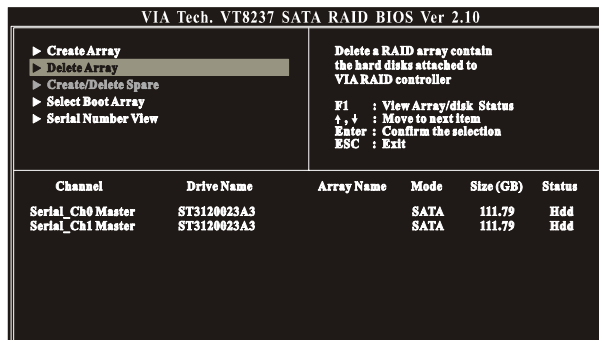 VIA Tech. VT8237 SATA RAID BIOS Ver 2.10
▶ Create Array
▶ Delete Array
▶ Create/Delete Spare
▶ Select Boot Array
▶ Serial Number View
Delete a RAID array contain
the hard disks attached to
VIA RAID controller
F1 : View Array/disk Status
↑,↓ : Move to next item
Enter : Confirm the selection
ESC : Exit
Channel Drive Name Array Name Mode Size (GB) Status
Serial_Ch0 Master ST3120023A3 SATA 111.79 Hdd
Serial_Ch1 Master ST3120023A3 SATA 111.79 Hdd